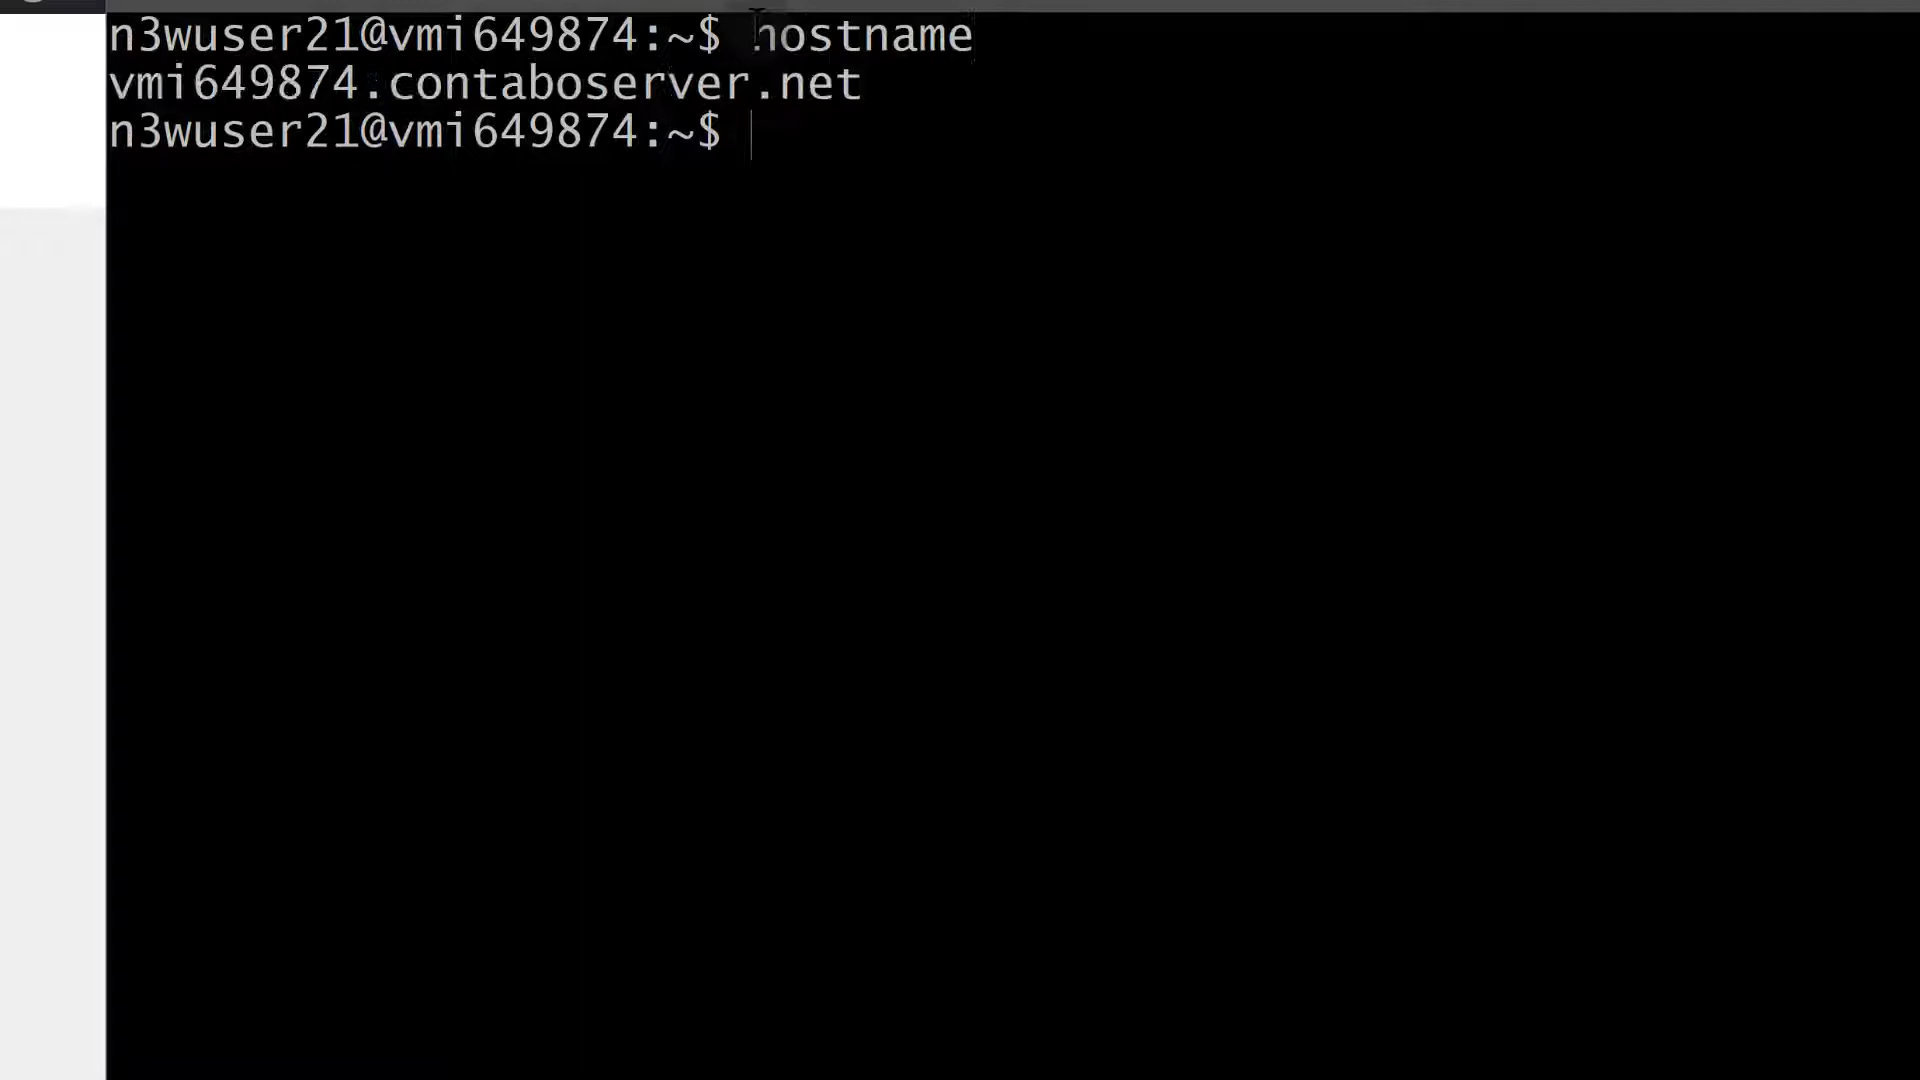 n3wuser21@vmi649874:~$ hostname
vmi649874.contaboserver.net
n3wuser21@vmi649874:~$